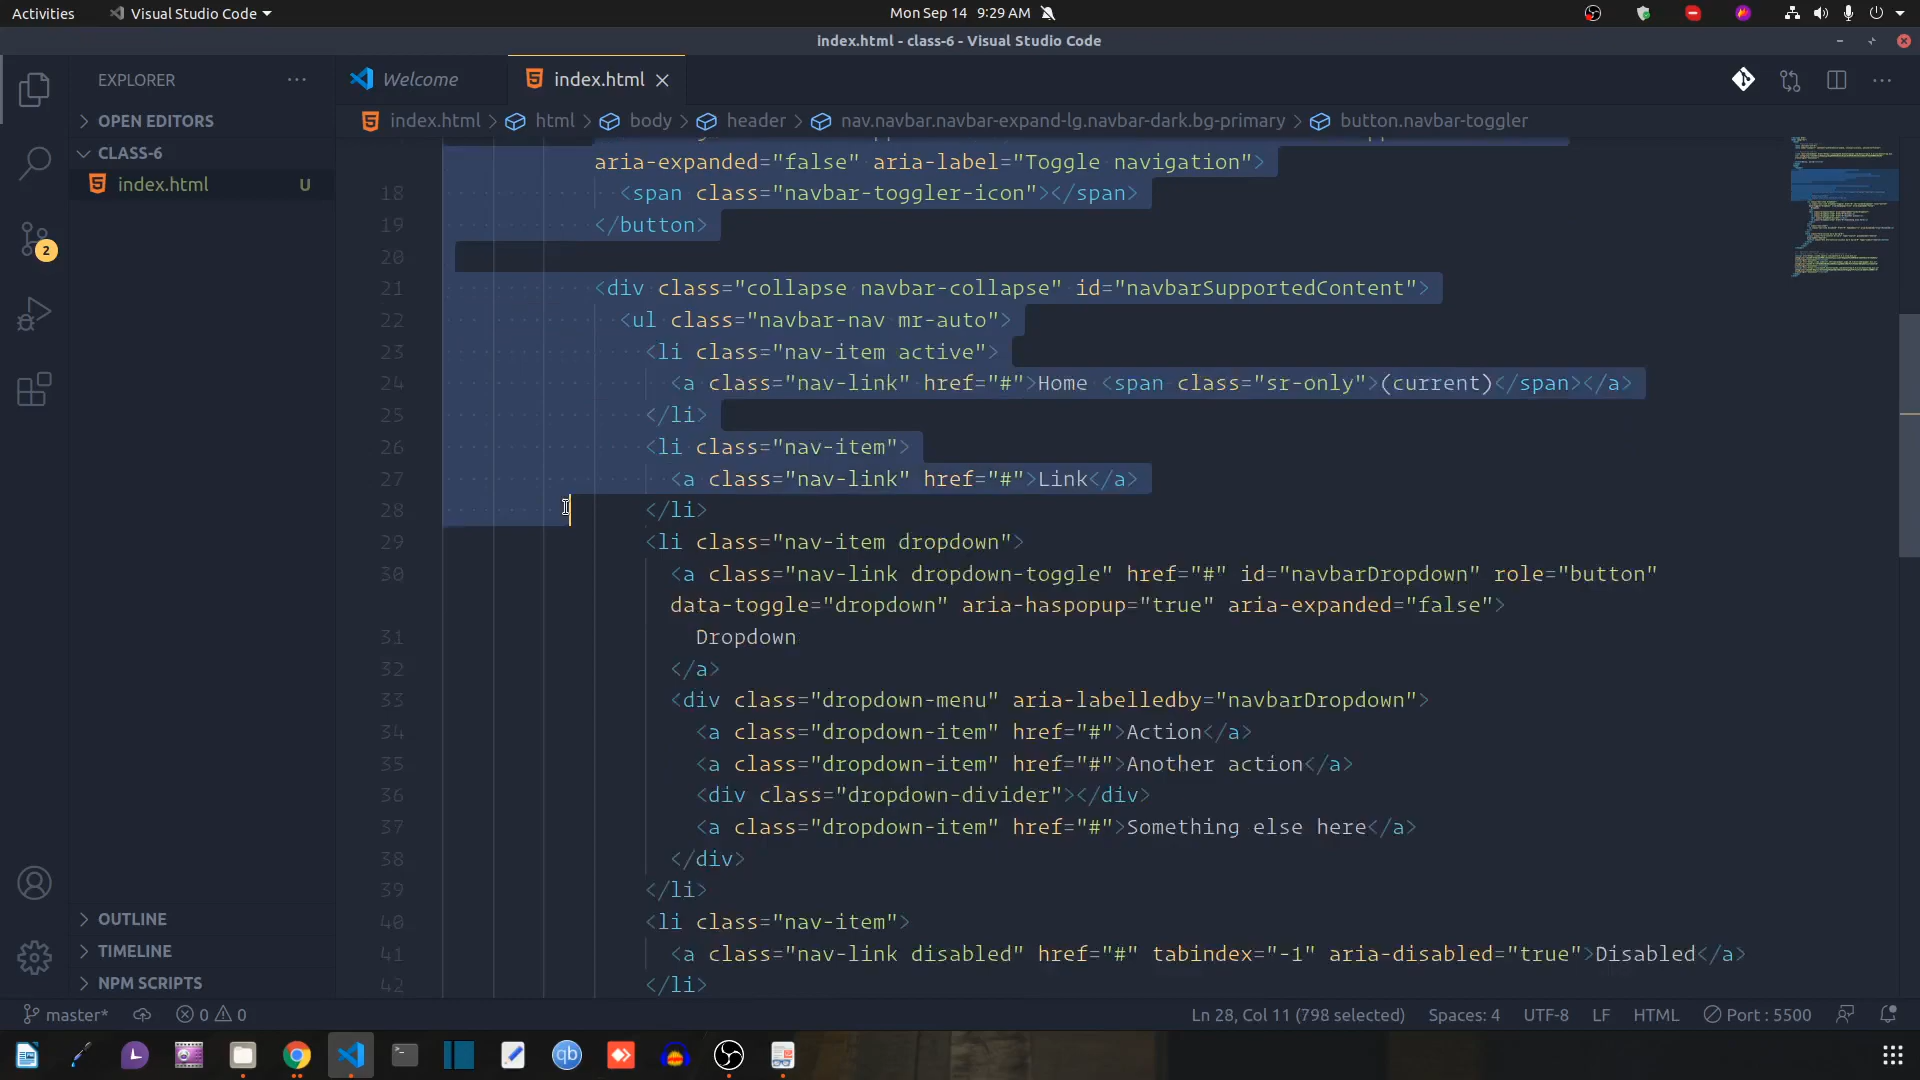 Activities
Visual Studio Code
Mon Sep 14 9:29 AM
index.html - class-6 - Visual Studio Code
EXPLORER
Welcome
index.html
OPEN EDITORS
CLASS-6
index.html U
2
OUTLINE
TIMELINE
NPM SCRIPTS
index.html > html > body > header > nav.navbar.navbar-expand-lg.navbar-dark.bg-primary > button.navbar-toggler
aria-expanded="false" aria-label="Toggle navigation">
18 <span class="navbar-toggler-icon"></span>
19 </button>
20
21 <div class="collapse navbar-collapse" id="navbarSupportedContent">
22 <ul class="navbar-nav mr-auto">
23 <li class="nav-item active">
24 <a class="nav-link" href="#">Home <span class="sr-only">(current)</span></a>
25 </li>
26 <li class="nav-item">
27 <a class="nav-link" href="#">Link</a>
28 </li>
29 <li class="nav-item dropdown">
30 <a class="nav-link dropdown-toggle" href="#" id="navbarDropdown" role="button"
data-toggle="dropdown" aria-haspopup="true" aria-expanded="false">
31 Dropdown
32 </a>
33 <div class="dropdown-menu" aria-labelledby="navbarDropdown">
34 <a class="dropdown-item" href="#">Action</a>
35 <a class="dropdown-item" href="#">Another action</a>
36 <div class="dropdown-divider"></div>
37 <a class="dropdown-item" href="#">Something else here</a>
38 </div>
39 </li>
40 <li class="nav-item">
41 <a class="nav-link disabled" href="#" tabindex="-1" aria-disabled="true">Disabled</a>
42 </li>
master* 0 0 Ln 28, Col 11 (798 selected) Spaces: 4 UTF-8 LF HTML Port : 5500
qb